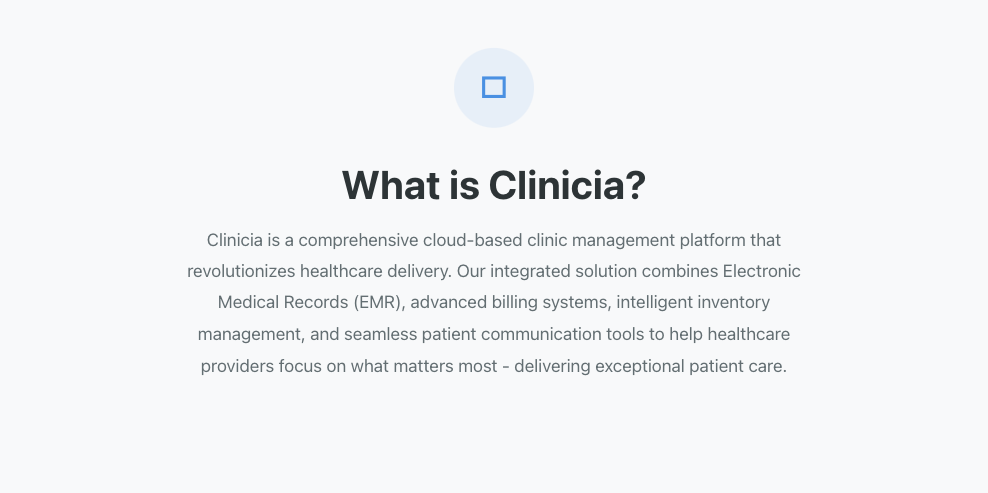 What is Clinicia?
Clinicia is a comprehensive cloud-based clinic management platform that
revolutionizes healthcare delivery. Our integrated solution combines Electronic
Medical Records (EMR), advanced billing systems, intelligent inventory
management, and seamless patient communication tools to help healthcare
providers focus on what matters most - delivering exceptional patient care.